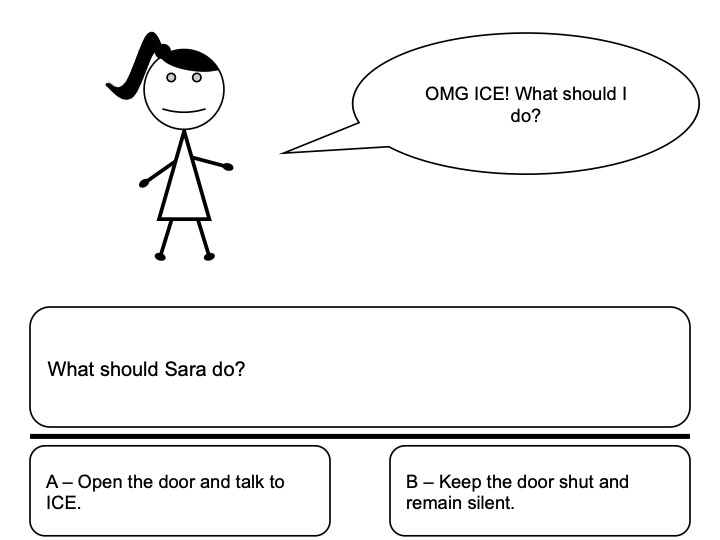 OMG ICE! What should I
do?
What should Sara do?
A – Open the door and talk to
ICE.
B – Keep the door shut and
remain silent.